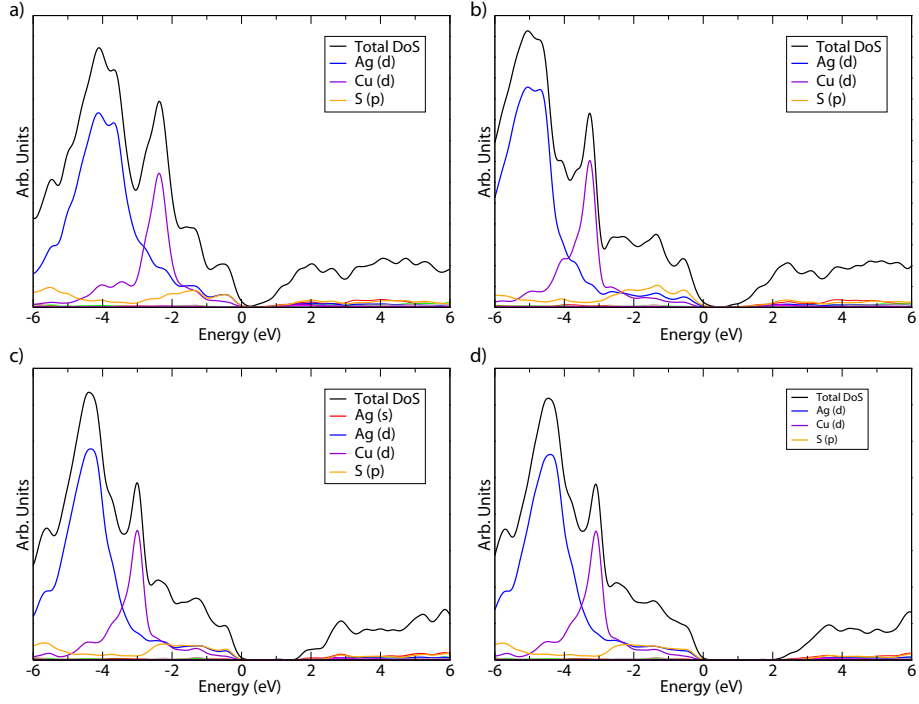 a)
Total DoS
Ag (d)
Cu (d)
S (p)
Arb. Units
-6 -4 -2 0 2 4 6
Energy (eV)
b)
Total DoS
Ag (d)
Cu (d)
S (p)
Arb. Units
-6 -4 -2 0 2 4 6
Energy (eV)
c)
Total DoS
Ag (s)
Ag (d)
Cu (d)
S (p)
Arb. Units
-6 -4 -2 0 2 4 6
Energy (eV)
d)
Total DoS
Ag (d)
Cu (d)
S (p)
Arb. Units
-6 -4 -2 0 2 4 6
Energy (eV)